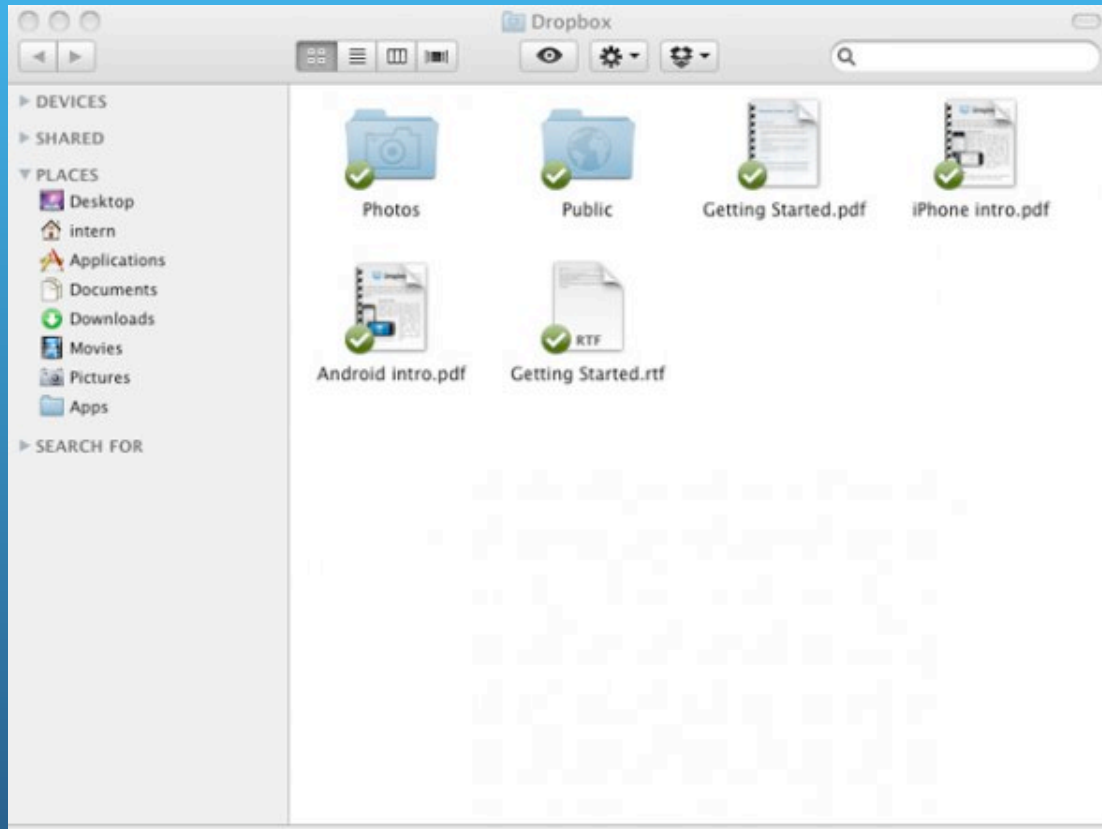 Dropbox
DEVICES
SHARED
PLACES
Desktop
intern
Applications
Documents
Downloads
Movies
Pictures
Apps
SEARCH FOR
Photos
Public
Getting Started.pdf
iPhone intro.pdf
Android intro.pdf
RTF
Getting Started.rtf